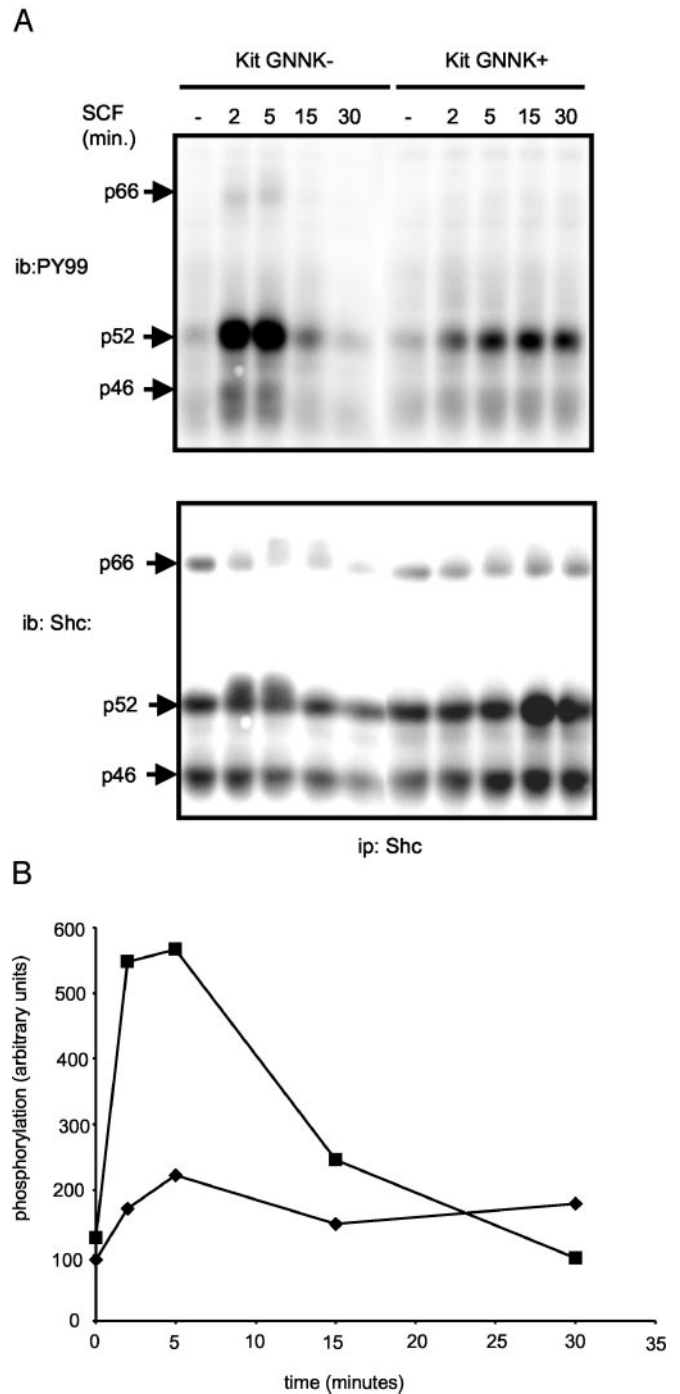 A
Kit GNNK- Kit GNNK+
SCF (min.) - 2 5 15 30 - 2 5 15 30
p66
ib:PY99
p52
p46
p66
ib: Shc:
p52
p46
ip: Shc
B
phosphorylation (arbitrary units)
600
500
400
300
200
100
0
0 5 10 15 20 25 30 35
time (minutes)